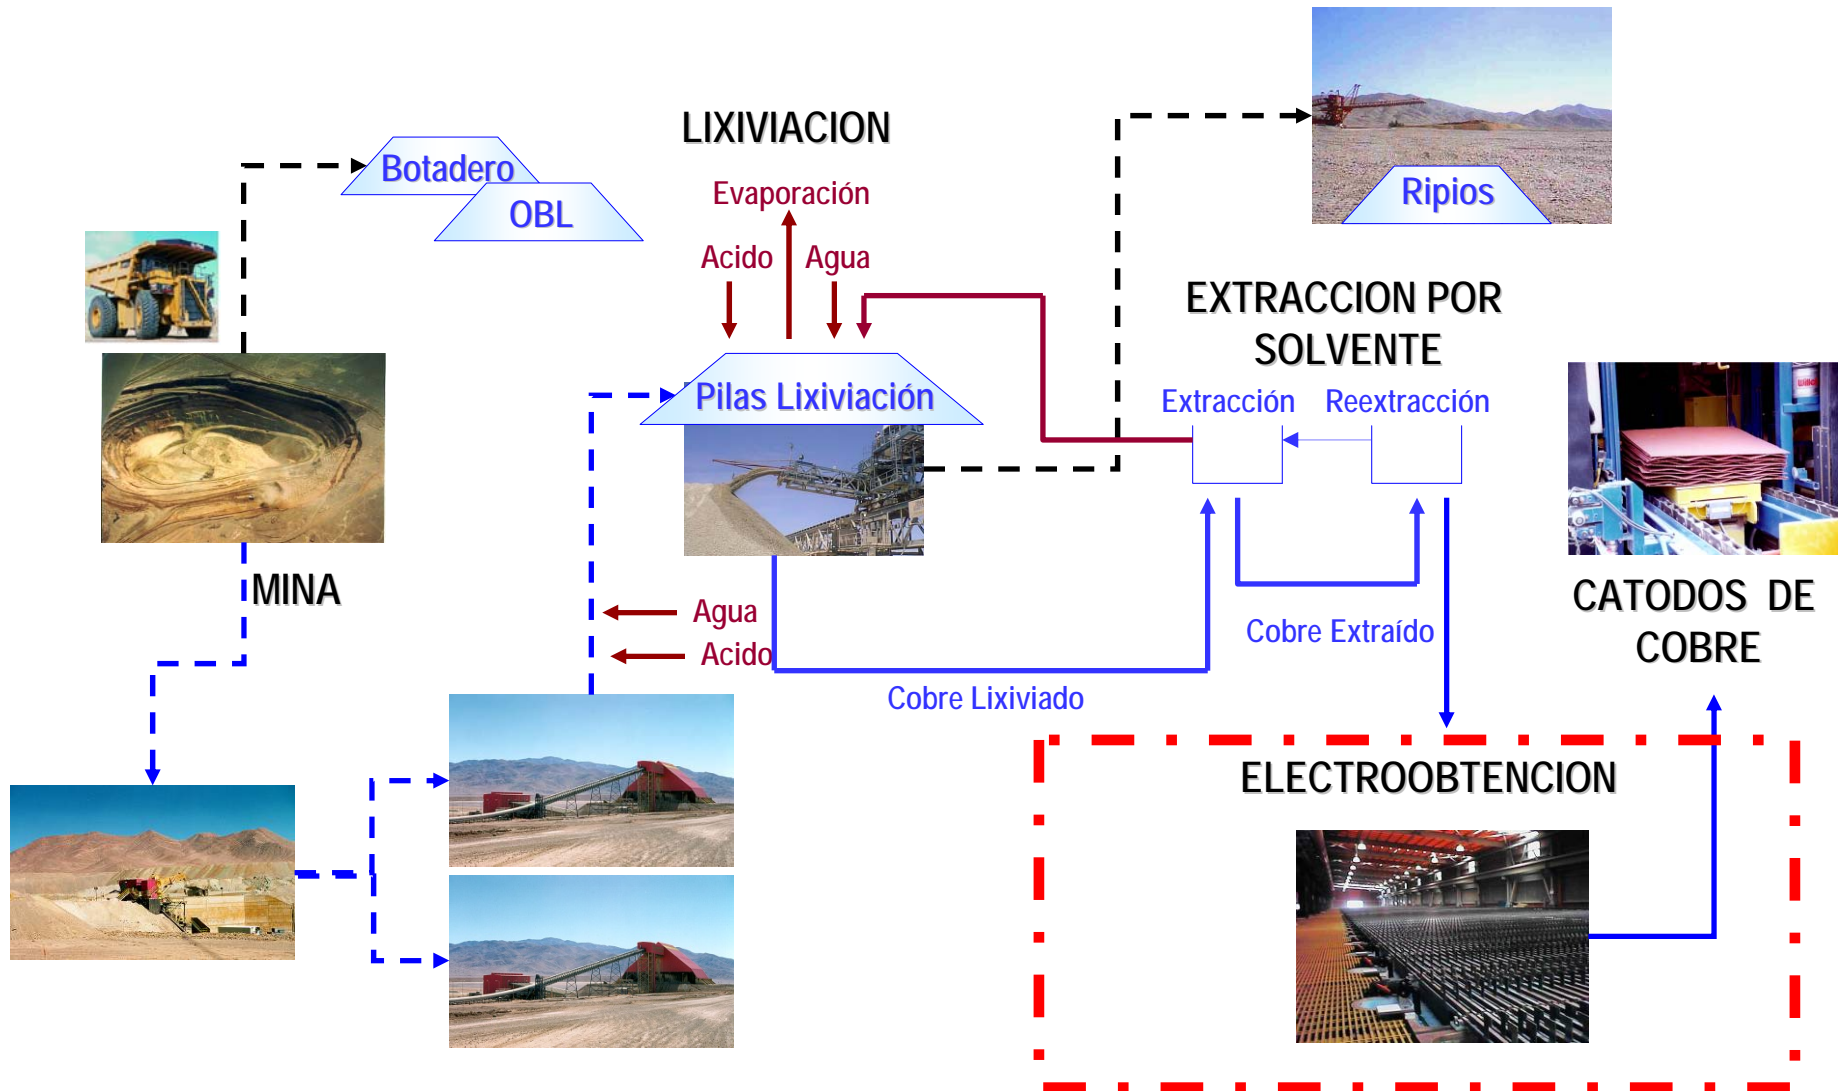 LIXIVIACION
Botadero
OBL
Evaporación
Acido
Agua
Ripios
EXTRACCION POR
SOLVENTE
Pilas Lixiviación
Extracción
Reextracción
MINA
Agua
Acido
Cobre Extraído
Cobre Lixiviado
CATODOS DE
COBRE
ELECTROOBTENCION